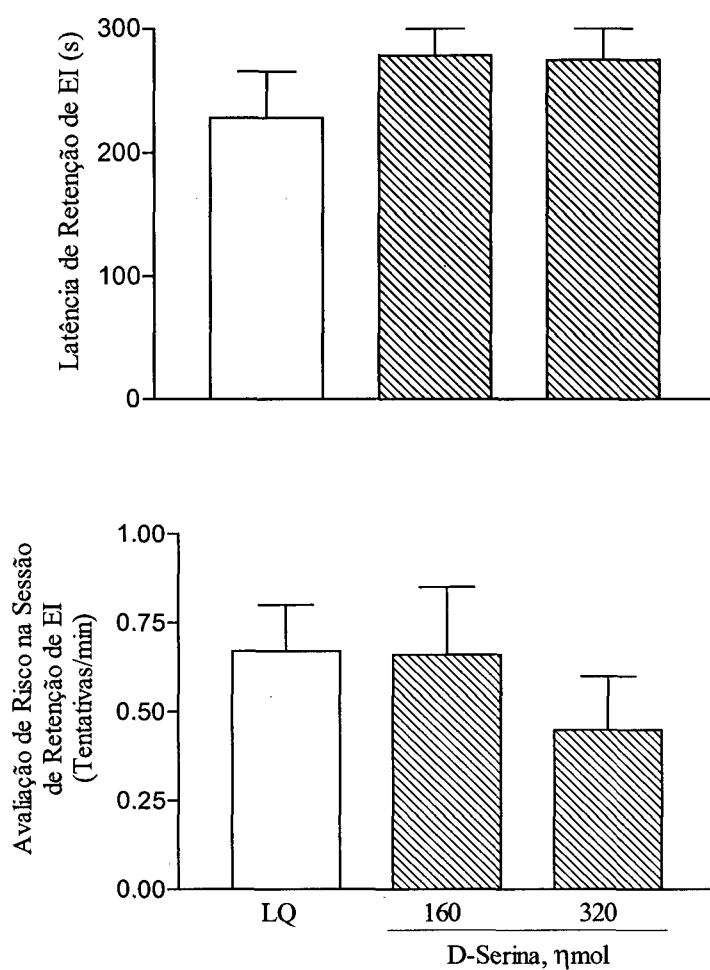 Latência de Retenção de EI (s)
300
200
100
0
Avaliação de Risco na Sessão
de Retenção de EI
(Tentativas/min)
1.00
0.75
0.50
0.25
0.00
LQ
160
320
D-Serina, ηmol